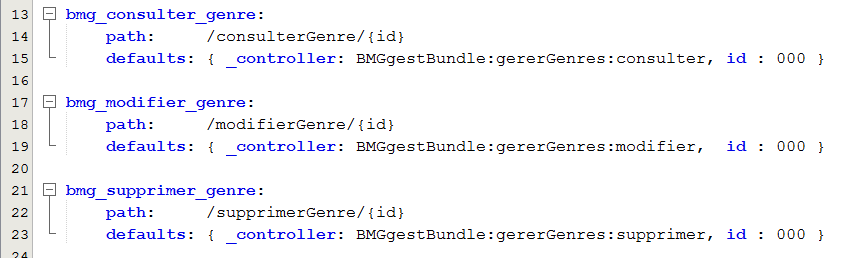 13 bmg_consulter_genre:
14 path: /consulterGenre/{id}
15 defaults: { _controller: BMGgestBundle:gererGenres:consulter, id : 000 }
16
17 bmg_modifier_genre:
18 path: /modifierGenre/{id}
19 defaults: { _controller: BMGgestBundle:gererGenres:modifier, id : 000 }
20
21 bmg_supprimer_genre:
22 path: /supprimerGenre/{id}
23 defaults: { _controller: BMGgestBundle:gererGenres:supprimer, id : 000 }
24